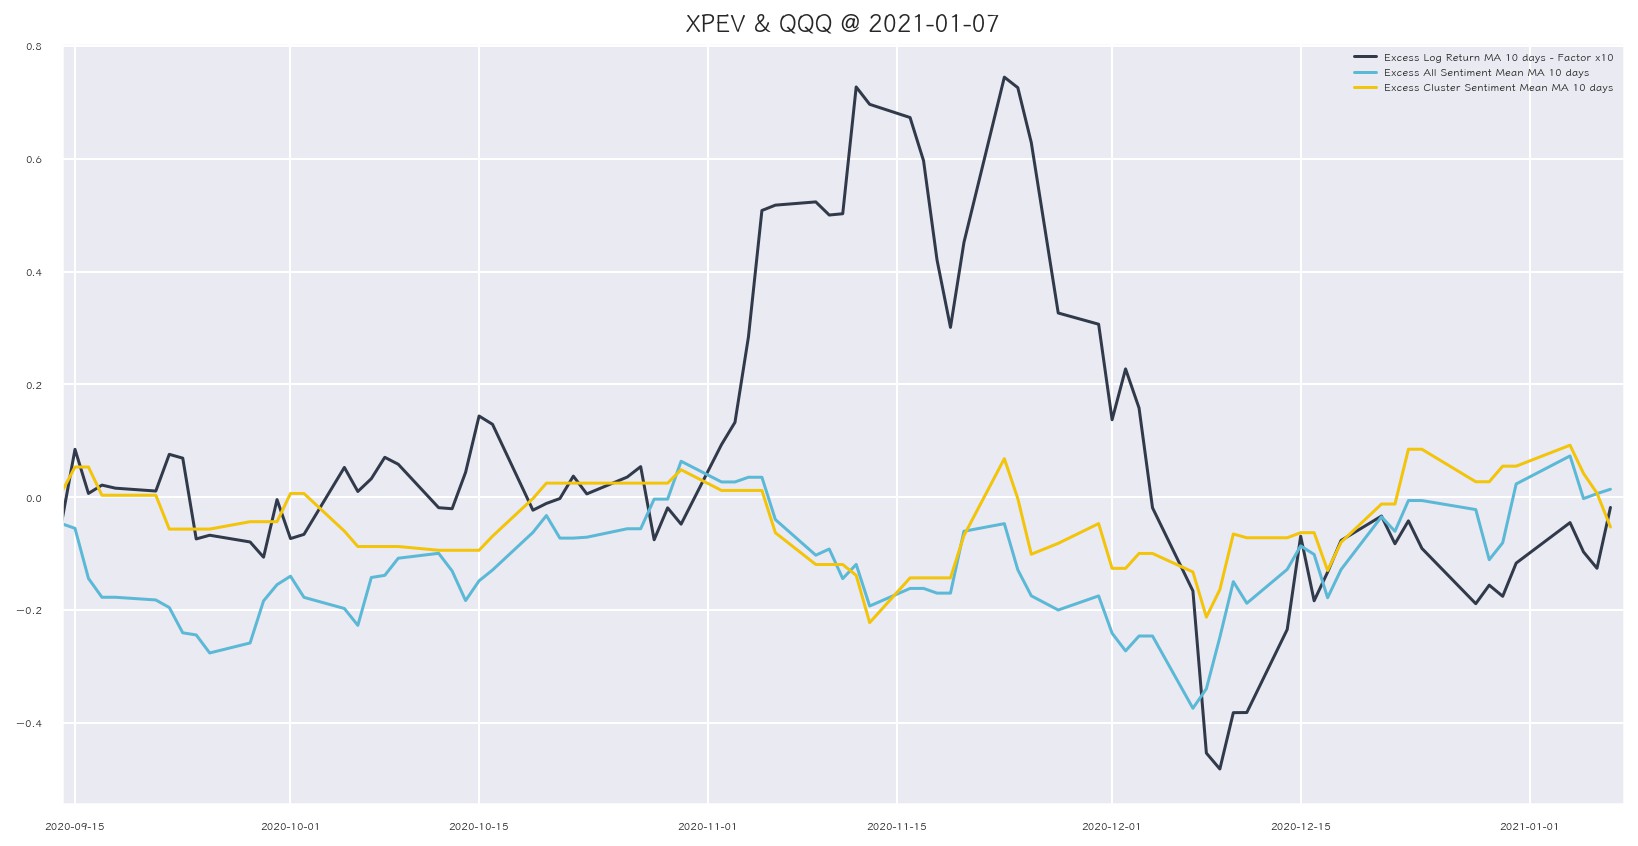 XPEV & QQQ @ 2021-01-07
Excess Log Return MA 10 days - Factor x10
Excess All Sentiment Mean MA 10 days
Excess Cluster Sentiment Mean MA 10 days
0.8
0.6
0.4
0.2
0.0
−0.2
−0.4
2020-09-15 2020-10-01 2020-10-15 2020-11-01 2020-11-15 2020-12-01 2020-12-15 2021-01-01